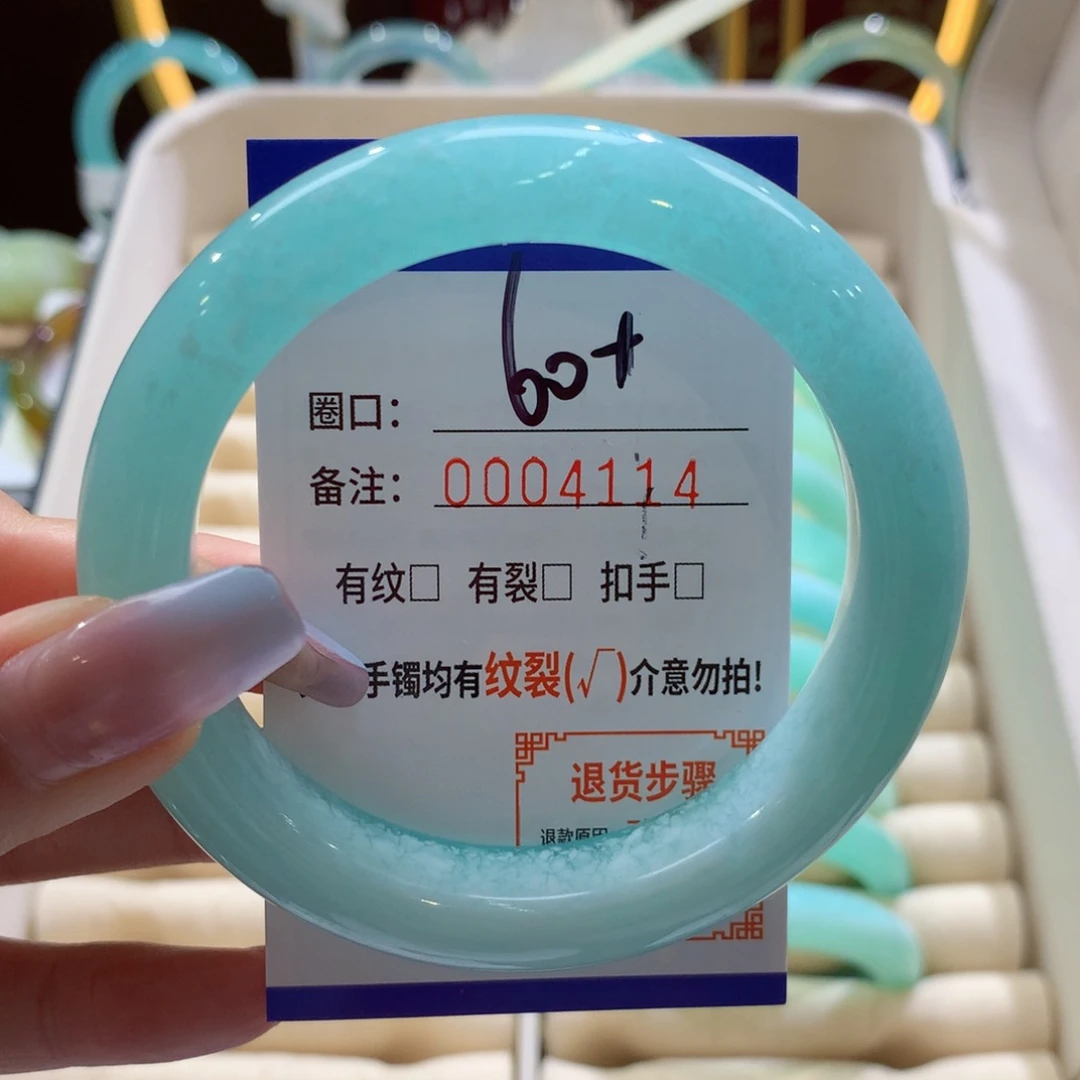 圈口： 60+
备注： 0004114
有纹□ 有裂□ 扣手□
手镯均有纹裂(√)介意勿拍!
退货步骤
退款原因